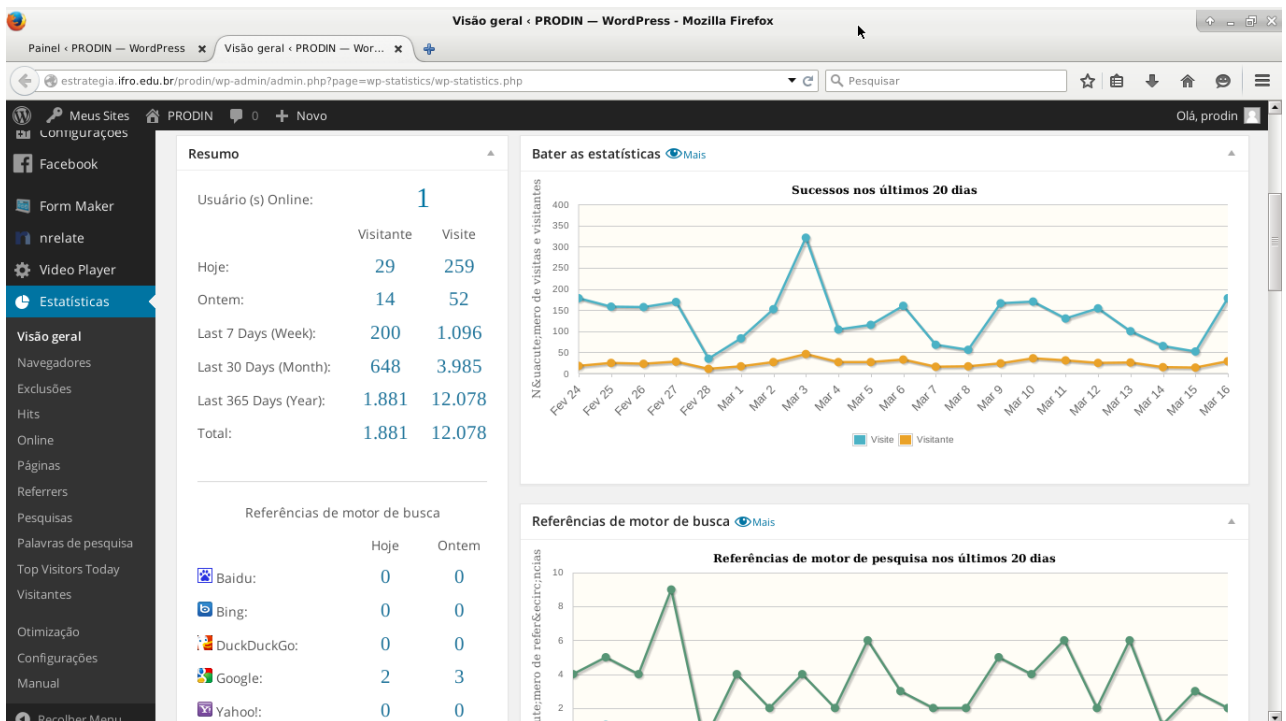 Visão geral ‹ PRODIN — WordPress - Mozilla Firefox
Painel ‹ PRODIN — WordPress
Visão geral ‹ PRODIN — Wor...
estrategia.ifro.edu.br/prodin/wp-admin/admin.php?page=wp-statistics/wp-statistics.php
Pesquisar
Meus Sites PRODIN 0 Novo
Olá, prodin
Configurações
Facebook
Form Maker
nrelate
Video Player
Estatísticas
Visão geral
Navegadores
Exclusões
Hits
Online
Páginas
Referrers
Pesquisas
Palavras de pesquisa
Top Visitors Today
Visitantes
Otimização
Configurações
Manual
Recolher Menu
Resumo
Usuário (s) Online: 1
Visitante Visite
Hoje: 29 259
Ontem: 14 52
Last 7 Days (Week): 200 1.096
Last 30 Days (Month): 648 3.985
Last 365 Days (Year): 1.881 12.078
Total: 1.881 12.078
Referências de motor de busca
Hoje Ontem
Baidu: 0 0
Bing: 0 0
DuckDuckGo: 0 0
Google: 2 3
Yahoo!: 0 0
Bater as estatísticas Mais
Sucessos nos últimos 20 dias
N&uacute;mero de visitas e visitantes
400
350
300
250
200
150
100
50
0
Fev 24 Fev 25 Fev 26 Fev 27 Fev 28 Mar 1 Mar 2 Mar 3 Mar 4 Mar 5 Mar 6 Mar 7 Mar 8 Mar 9 Mar 10 Mar 11 Mar 12 Mar 13 Mar 14 Mar 15 Mar 16
Visite Visitante
Referências de motor de busca Mais
Referências de motor de pesquisa nos últimos 20 dias
ute;mero de refer&ecirc;ncias
10
8
6
4
2